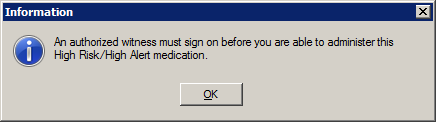 Information
An authorized witness must sign on before you are able to administer this
High Risk/High Alert medication.
OK